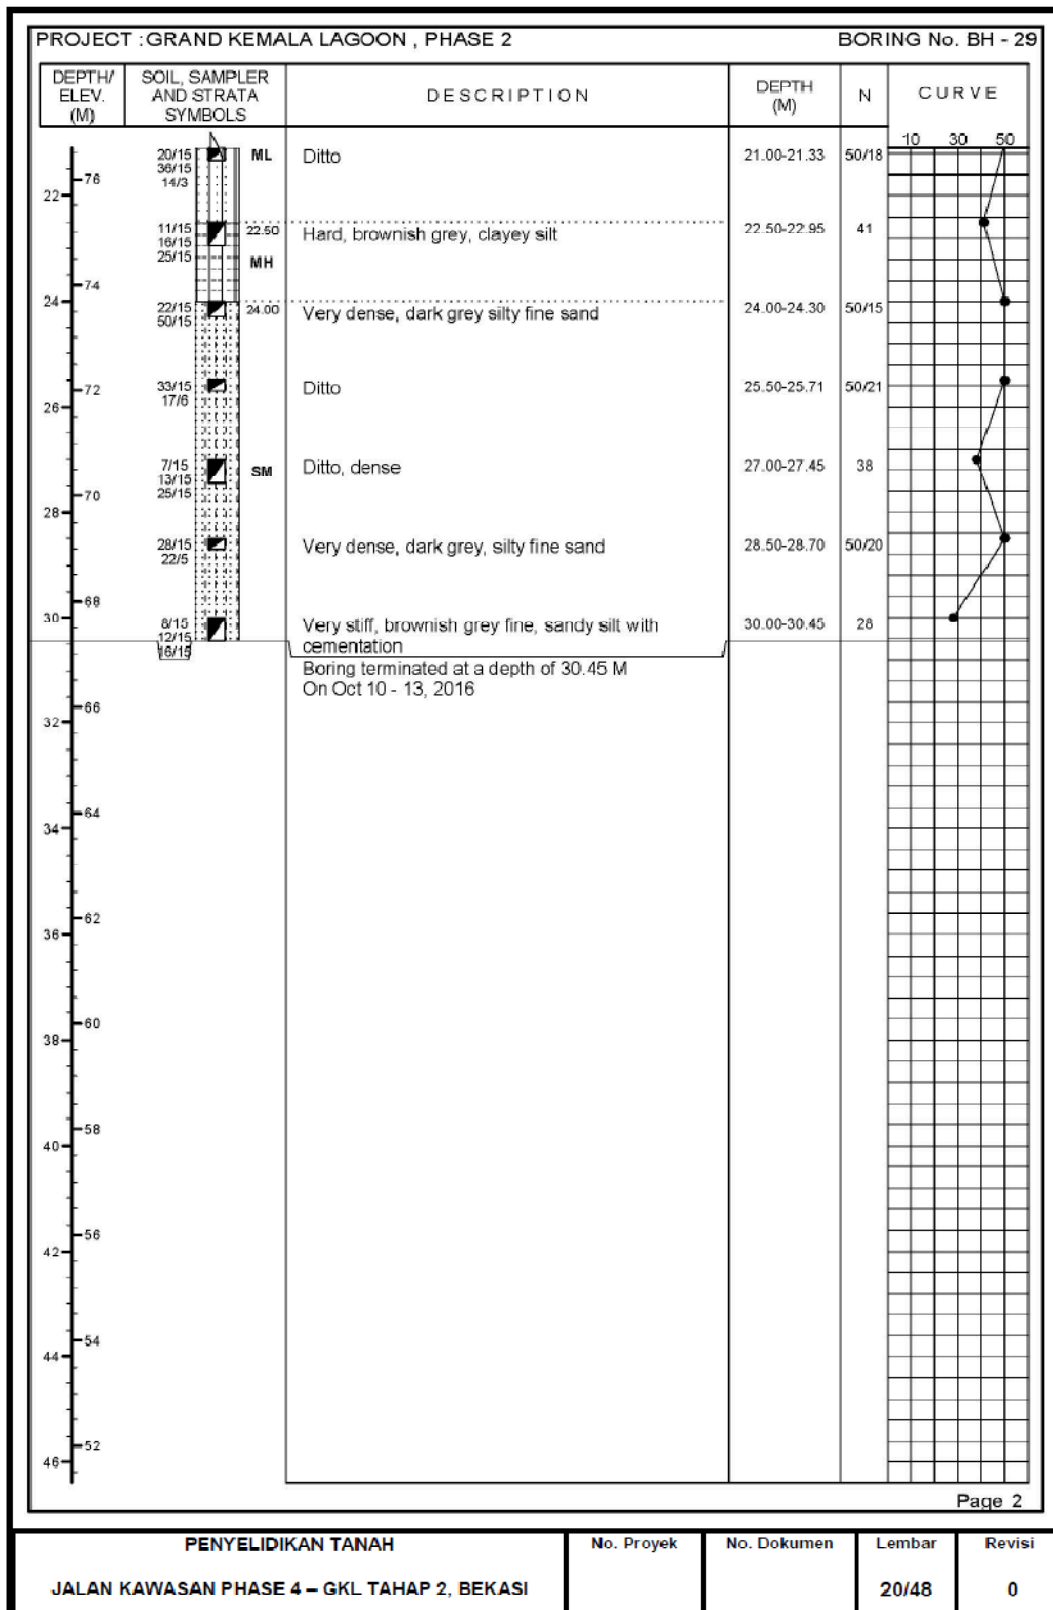 PROJECT : GRAND KEMALA LAGOON , PHASE 2 BORING No. BH - 29
DEPTH/ ELEV. (M) SOIL, SAMPLER AND STRATA SYMBOLS DESCRIPTION DEPTH (M) N CURVE
10 30 50
20/15 ML Ditto 21.00-21.33 50/18
36/15
14/3
76
22
11/15 22.50 Hard, brownish grey, clayey silt 22.50-22.95 41
16/15
25/15 MH
74
24
22/15 24.00 Very dense, dark grey silty fine sand 24.00-24.30 50/15
50/15
72
33/15 Ditto 25.50-25.71 50/21
17/6
26
7/15 SM Ditto, dense 27.00-27.45 38
13/15
25/15
70
28
28/15 Very dense, dark grey, silty fine sand 28.50-28.70 50/20
22/5
68
30
8/15 Very stiff, brownish grey fine, sandy silt with 30.00-30.45 28
12/15 cementation
16/15
Boring terminated at a depth of 30.45 M
On Oct 10 - 13, 2016
66
32
64
34
62
36
60
38
58
40
56
42
54
44
52
46
Page 2
PENYELIDIKAN TANAH No. Proyek No. Dokumen Lembar Revisi
JALAN KAWASAN PHASE 4 – GKL TAHAP 2, BEKASI 20/48 0